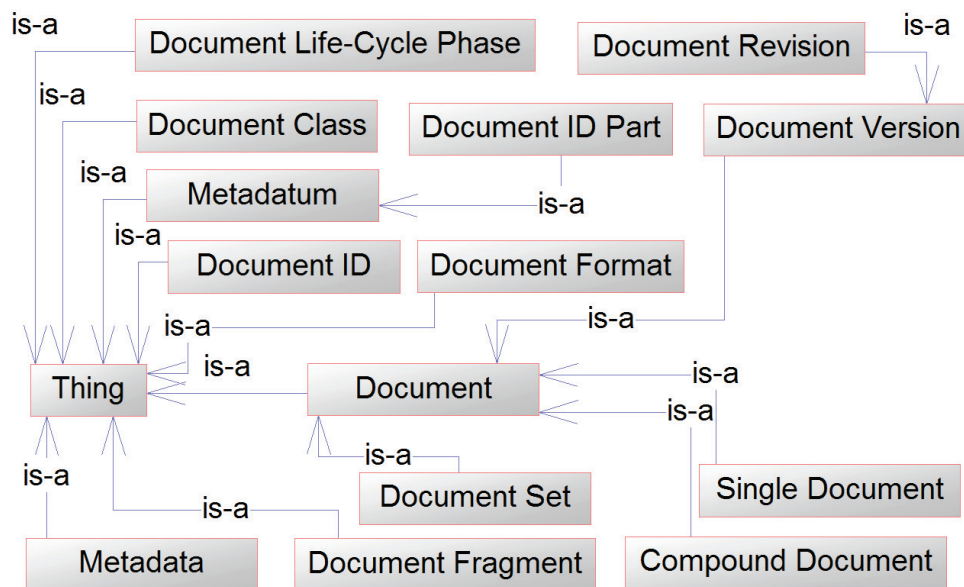 is-a
Document Life-Cycle Phase
Document Revision
is-a
is-a
Document Class
Document ID Part
Document Version
is-a
Metadatum
is-a
is-a
Document ID
Document Format
is-a
is-a
is-a
Thing
Document
is-a
is-a
is-a
is-a
Document Set
Single Document
is-a
Metadata
Document Fragment
Compound Document